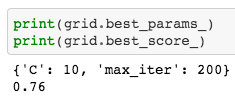 print(grid.best_params_)
print(grid.best_score_)
{'C': 10, 'max_iter': 200}
0.76